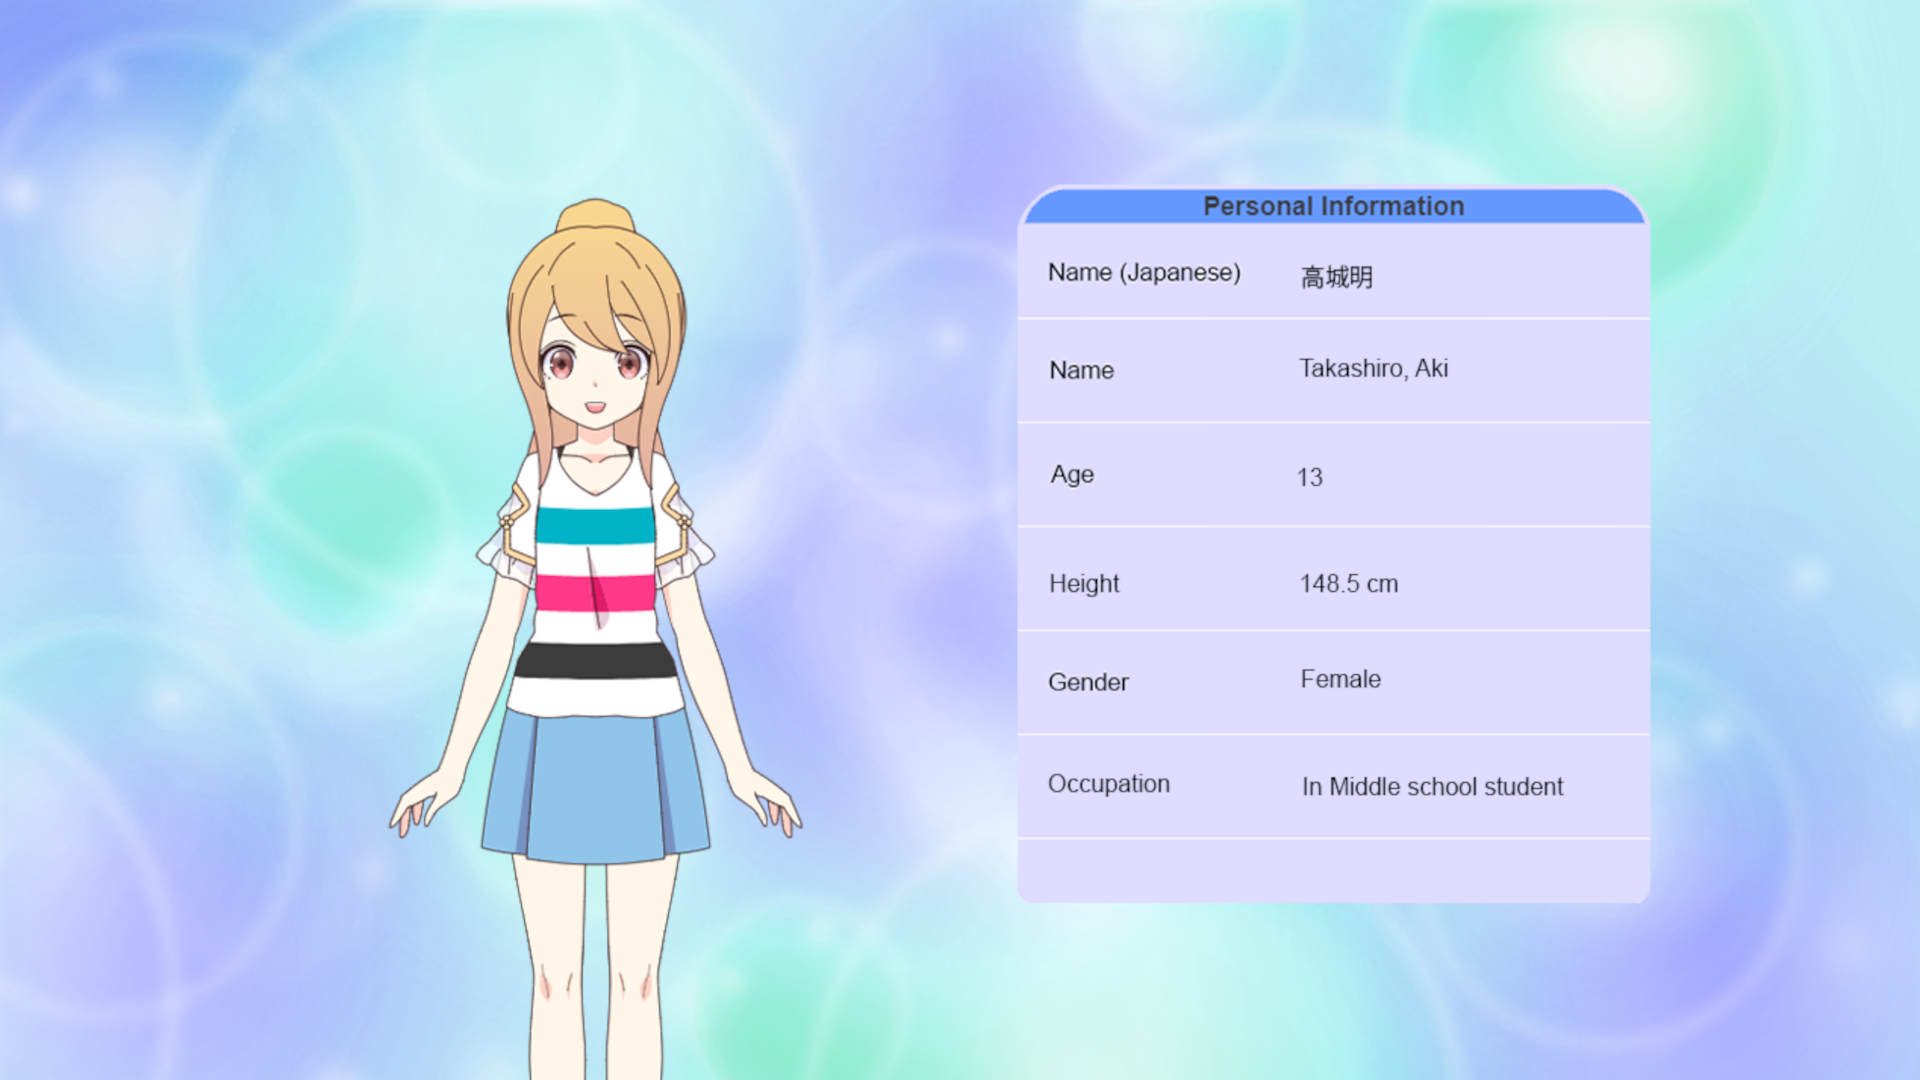 Personal Information
Name (Japanese) 高城明
Name Takashiro, Aki
Age 13
Height 148.5 cm
Gender Female
Occupation In Middle school student